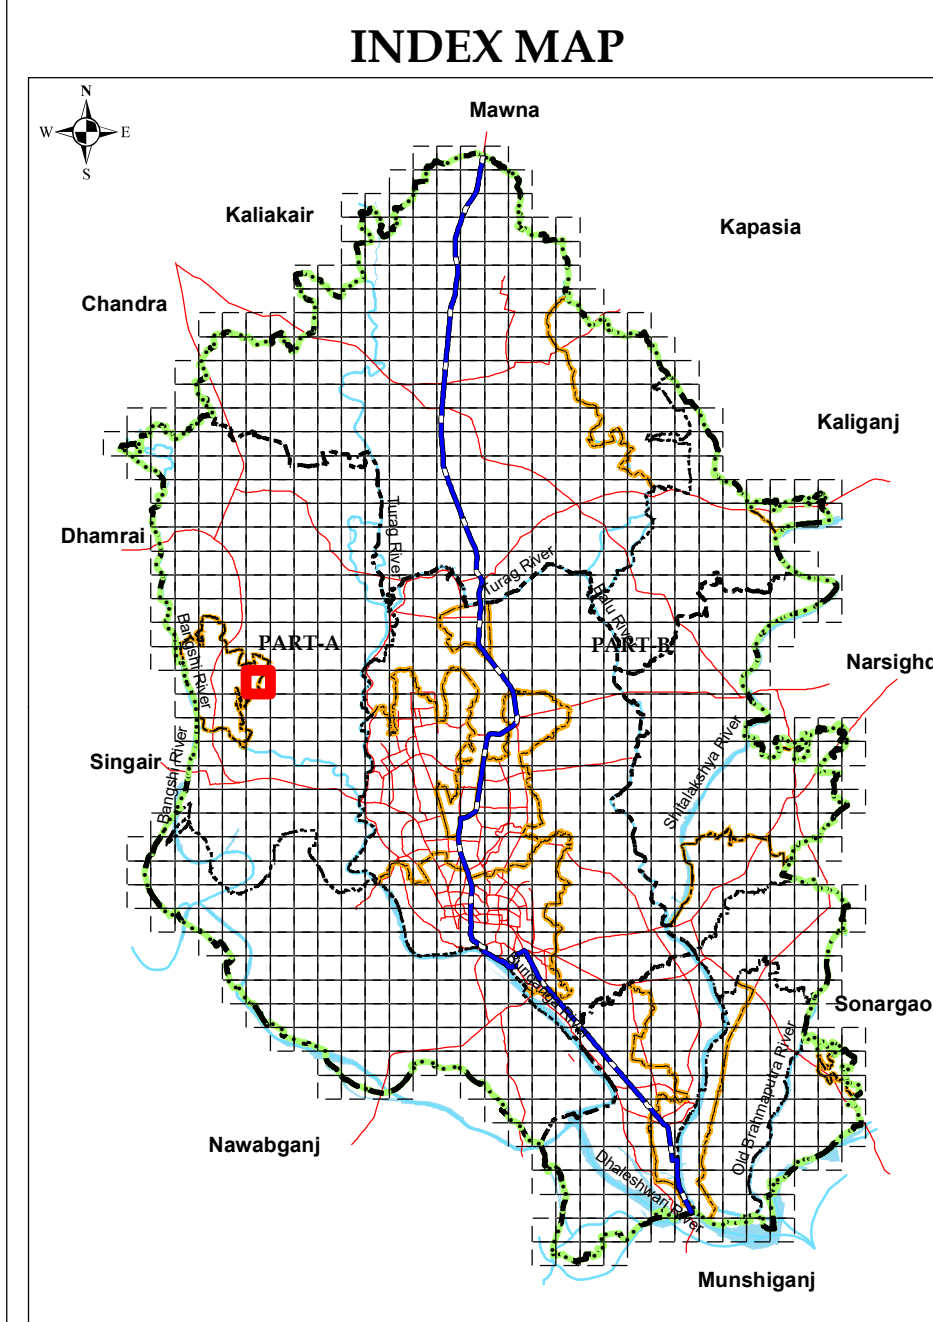 INDEX MAP
N
W E
S
Mawna
Kaliakair
Kapasia
Chandra
Kaliganj
Dhamrai
Turag River
Turag River
Balu River
Bangshi River
PART-A
PART-B
Narsighd
Shitalakshya River
Singair
Bangshi River
Buriganga River
Sonargao
Old Brahmaputra River
Nawabganj
Dhaleshwari River
Munshiganj